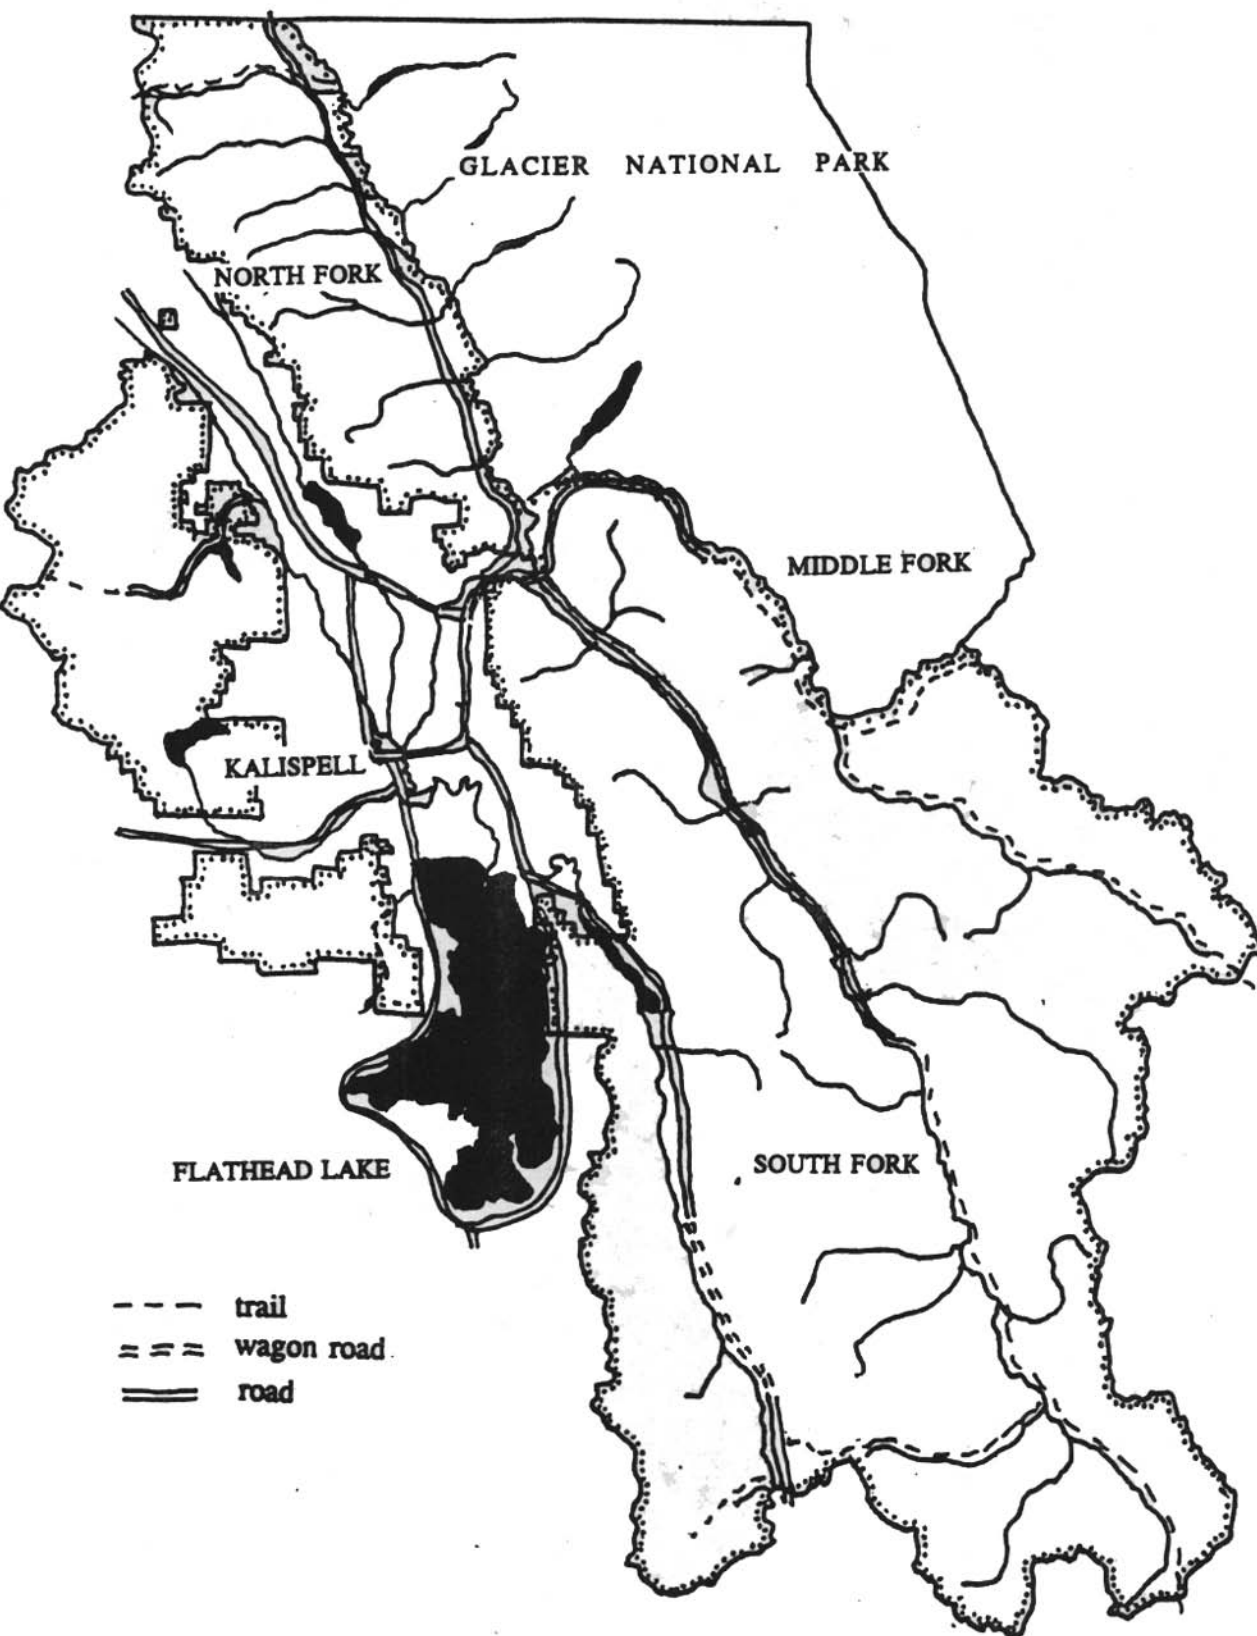 GLACIER NATIONAL PARK
NORTH FORK
MIDDLE FORK
KALISPELL
FLATHEAD LAKE
SOUTH FORK
trail
wagon road
road